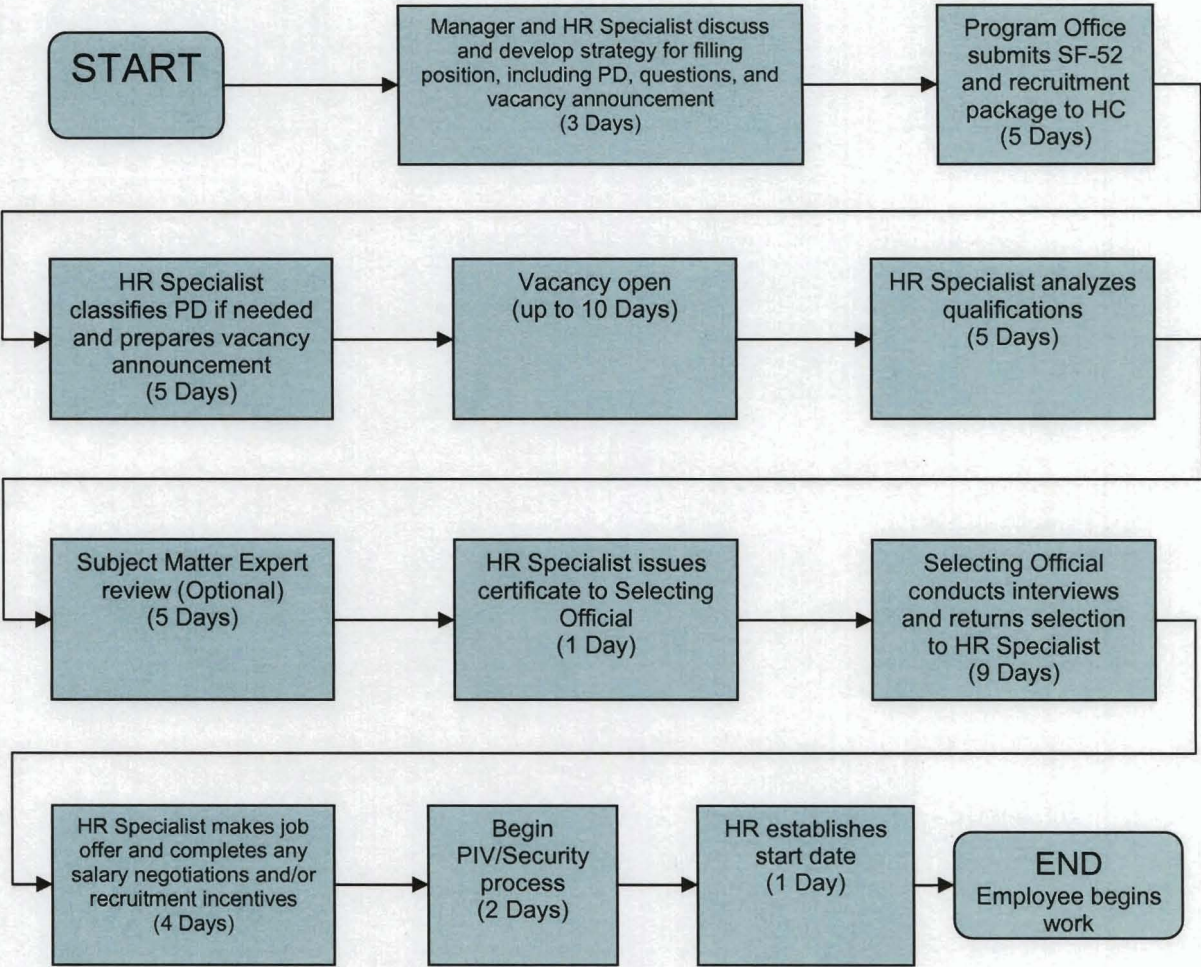 START
Manager and HR Specialist discuss
and develop strategy for filling
position, including PD, questions, and
vacancy announcement
(3 Days)
Program Office
submits SF-52
and recruitment
package to HC
(5 Days)
HR Specialist
classifies PD if needed
and prepares vacancy
announcement
(5 Days)
Vacancy open
(up to 10 Days)
HR Specialist analyzes
qualifications
(5 Days)
Subject Matter Expert
review (Optional)
(5 Days)
HR Specialist issues
certificate to Selecting
Official
(1 Day)
Selecting Official
conducts interviews
and returns selection
to HR Specialist
(9 Days)
HR Specialist makes job
offer and completes any
salary negotiations and/or
recruitment incentives
(4 Days)
Begin
PIV/Security
process
(2 Days)
HR establishes
start date
(1 Day)
END
Employee begins
work